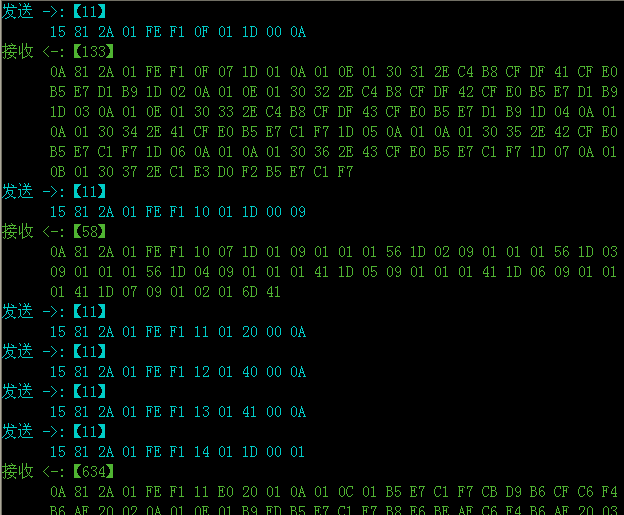 发送 ->:【11】
15 81 2A 01 FE F1 0F 01 1D 00 0A
接收 <-:【133】
0A 81 2A 01 FE F1 0F 07 1D 01 0A 01 0E 01 30 31 2E C4 B8 CF DF 41 CF E0
B5 E7 D1 B9 1D 02 0A 01 0E 01 30 32 2E C4 B8 CF DF 42 CF E0 B5 E7 D1 B9
1D 03 0A 01 0E 01 30 33 2E C4 B8 CF DF 43 CF E0 B5 E7 D1 B9 1D 04 0A 01
0A 01 30 34 2E 41 CF E0 B5 E7 C1 F7 1D 05 0A 01 0A 01 30 35 2E 42 CF E0
B5 E7 C1 F7 1D 06 0A 01 0A 01 30 36 2E 43 CF E0 B5 E7 C1 F7 1D 07 0A 01
0B 01 30 37 2E C1 E3 D0 F2 B5 E7 C1 F7
发送 ->:【11】
15 81 2A 01 FE F1 10 01 1D 00 09
接收 <-:【58】
0A 81 2A 01 FE F1 10 07 1D 01 09 01 01 01 56 1D 02 09 01 01 01 56 1D 03
09 01 01 01 56 1D 04 09 01 01 01 41 1D 05 09 01 01 01 41 1D 06 09 01 01
01 41 1D 07 09 01 02 01 6D 41
发送 ->:【11】
15 81 2A 01 FE F1 11 01 20 00 0A
发送 ->:【11】
15 81 2A 01 FE F1 12 01 40 00 0A
发送 ->:【11】
15 81 2A 01 FE F1 13 01 41 00 0A
发送 ->:【11】
15 81 2A 01 FE F1 14 01 1D 00 01
接收 <-:【634】
0A 81 2A 01 FE F1 11 E0 20 01 0A 01 0C 01 B5 E7 C1 F7 CB D9 B6 CF C6 F4
B6 AF 20 02 0A 01 0E 01 B9 FD B5 E7 C1 F7 B8 E6 BE AF C6 F4 B6 AF 20 03